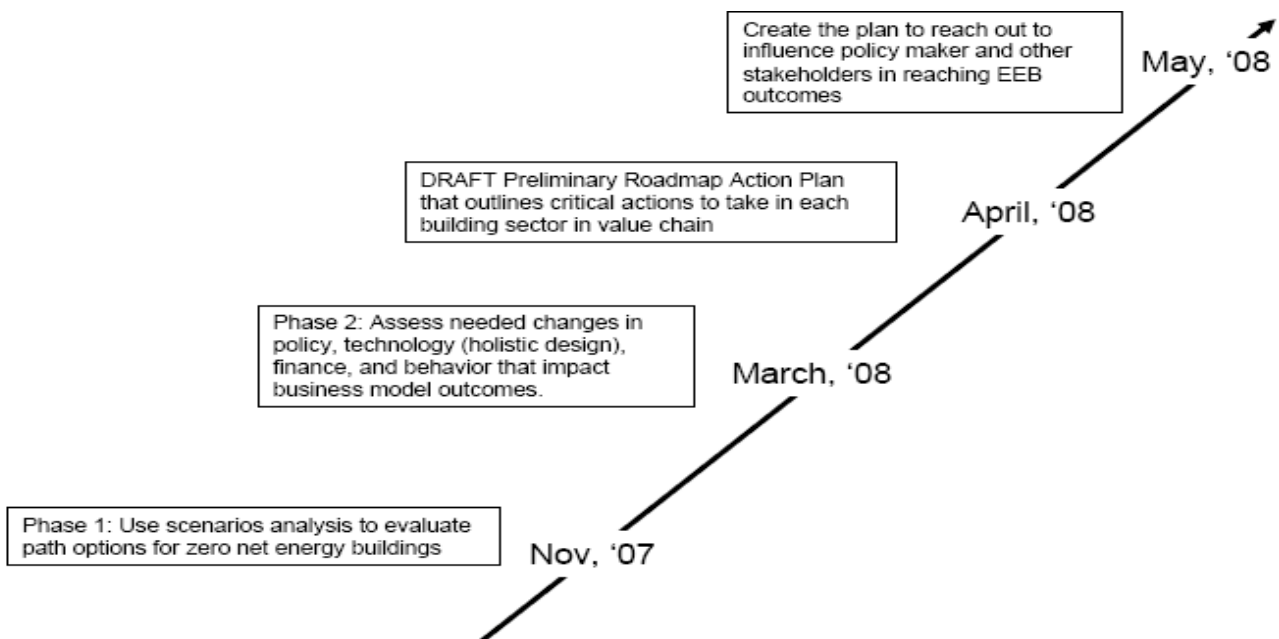 Create the plan to reach out to
influence policy maker and other
stakeholders in reaching EEB
outcomes
May, ‘08
DRAFT Preliminary Roadmap Action Plan
that outlines critical actions to take in each
building sector in value chain
April, ‘08
Phase 2: Assess needed changes in
policy, technology (holistic design),
finance, and behavior that impact
business model outcomes.
March, ‘08
Phase 1: Use scenarios analysis to evaluate
path options for zero net energy buildings
Nov, ‘07